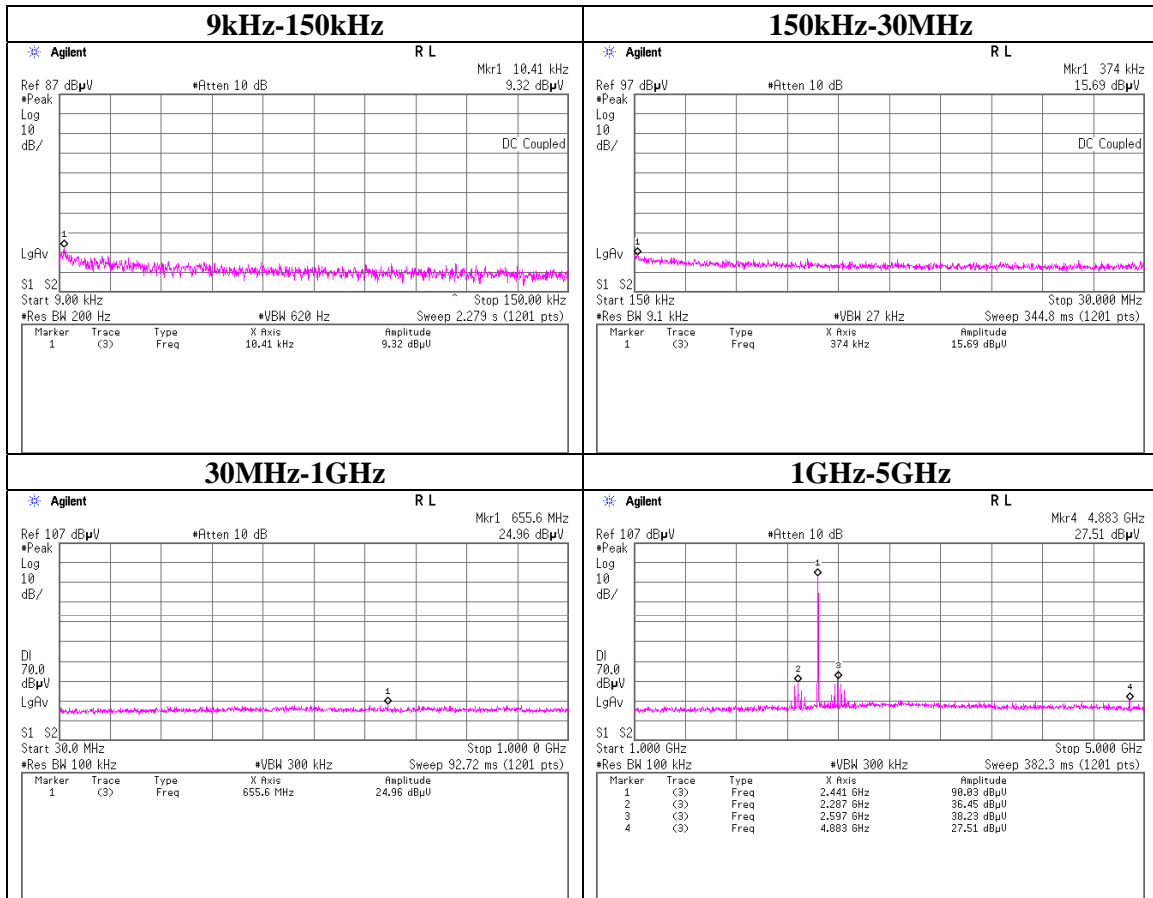 9kHz-150kHz
Agilent R L
Mkr1 10.41 kHz
Ref 87 dBµV #Atten 10 dB 9.32 dBµV
#Peak
Log
10
dB/
DC Coupled
1
LgAv
S1 S2
Start 9.00 kHz ^ Stop 150.00 kHz
#Res BW 200 Hz #VBW 620 Hz Sweep 2.279 s (1201 pts)
Marker Trace Type X Axis Amplitude
1 (3) Freq 10.41 kHz 9.32 dBµV
150kHz-30MHz
Agilent R L
Mkr1 374 kHz
Ref 97 dBµV #Atten 10 dB 15.69 dBµV
#Peak
Log
10
dB/
DC Coupled
1
LgAv
S1 S2
Start 150 kHz Stop 30.000 MHz
#Res BW 9.1 kHz #VBW 27 kHz Sweep 344.8 ms (1201 pts)
Marker Trace Type X Axis Amplitude
1 (3) Freq 374 kHz 15.69 dBµV
30MHz-1GHz
Agilent R L
Mkr1 655.6 MHz
Ref 107 dBµV #Atten 10 dB 24.96 dBµV
#Peak
Log
10
dB/
DI
70.0
dBµV
1
LgAv
S1 S2
Start 30.0 MHz Stop 1.000 0 GHz
#Res BW 100 kHz #VBW 300 kHz Sweep 92.72 ms (1201 pts)
Marker Trace Type X Axis Amplitude
1 (3) Freq 655.6 MHz 24.96 dBµV
1GHz-5GHz
Agilent R L
Mkr4 4.883 GHz
Ref 107 dBµV #Atten 10 dB 27.51 dBµV
#Peak
Log
1
10
dB/
DI
2 3
70.0
dBµV
4
LgAv
S1 S2
Start 1.000 GHz Stop 5.000 GHz
#Res BW 100 kHz #VBW 300 kHz Sweep 382.3 ms (1201 pts)
Marker Trace Type X Axis Amplitude
1 (3) Freq 2.441 GHz 90.03 dBµV
2 (3) Freq 2.287 GHz 36.45 dBµV
3 (3) Freq 2.597 GHz 38.23 dBµV
4 (3) Freq 4.883 GHz 27.51 dBµV